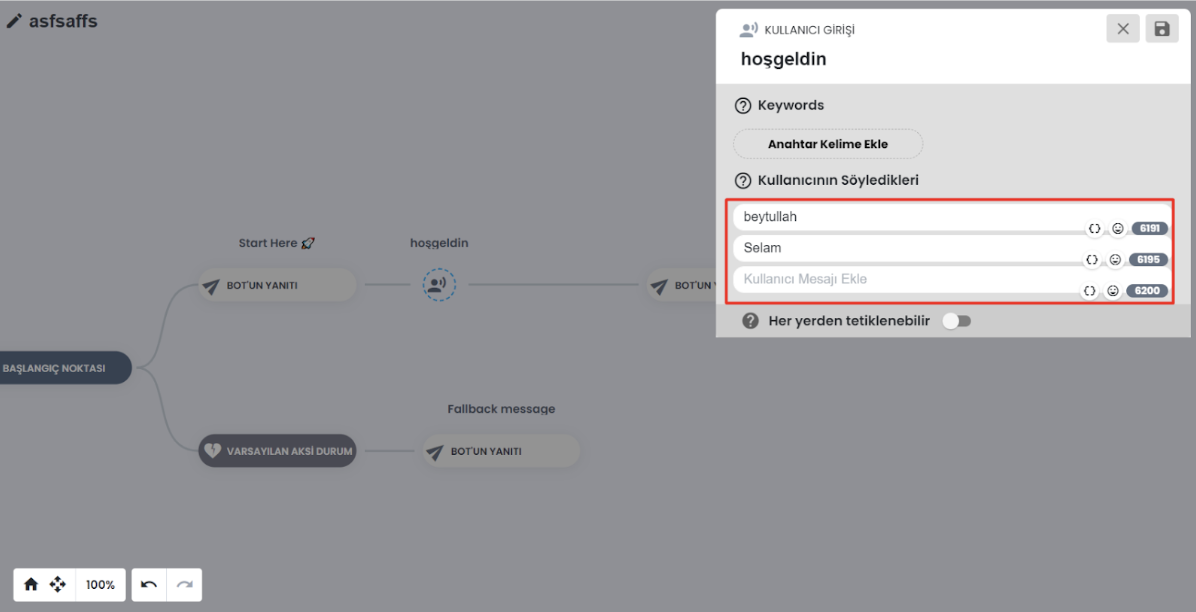 asfsaffs
KULLANICI GİRİŞİ
hoşgeldin
Keywords
Anahtar Kelime Ekle
Kullanıcının Söyledikleri
beytullah
6191
Selam
6195
Kullanıcı Mesajı Ekle
6200
Her yerden tetiklenebilir
Start Here
hoşgeldin
BOT'UN YANITI
BOT'UN
BAŞLANGIÇ NOKTASI
Fallback message
VARSAYILAN AKSİ DURUM
BOT'UN YANITI
100%